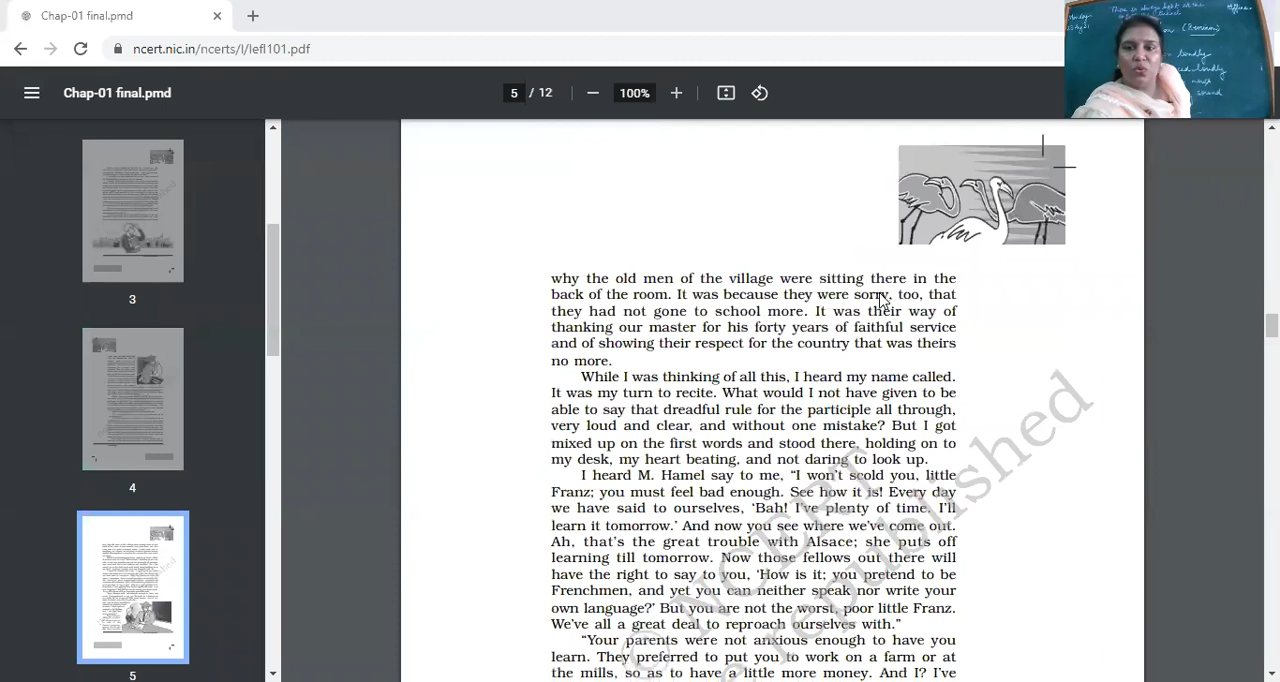 Chap-01 final.pmd
ncert.nic.in/ncerts/l/lefl101.pdf
Chap-01 final.pmd
5 / 12
100%
3
4
5
There is always light at the
Monday
why the old men of the village were sitting there in the
back of the room. It was because they were sorry, too, that
they had not gone to school more. It was their way of
thanking our master for his forty years of faithful service
and of showing their respect for the country that was theirs
no more.
While I was thinking of all this, I heard my name called.
It was my turn to recite. What would I not have given to be
able to say that dreadful rule for the participle all through,
very loud and clear, and without one mistake? But I got
mixed up on the first words and stood there, holding on to
my desk, my heart beating, and not daring to look up.
I heard M. Hamel say to me, “I won’t scold you, little
Franz; you must feel bad enough. See how it is! Every day
we have said to ourselves, ‘Bah! I’ve plenty of time. I’ll
learn it tomorrow.’ And now you see where we’ve come out.
Ah, that’s the great trouble with Alsace; she puts off
learning till tomorrow. Now those fellows out there will
have the right to say to you, ‘How is it; you pretend to be
Frenchmen, and yet you can neither speak nor write your
own language?’ But you are not the worst, poor little Franz.
We’ve all a great deal to reproach ourselves with.”
“Your parents were not anxious enough to have you
learn. They preferred to put you to work on a farm or at
the mills, so as to have a little more money. And I? I’ve
© NCERT
be republished